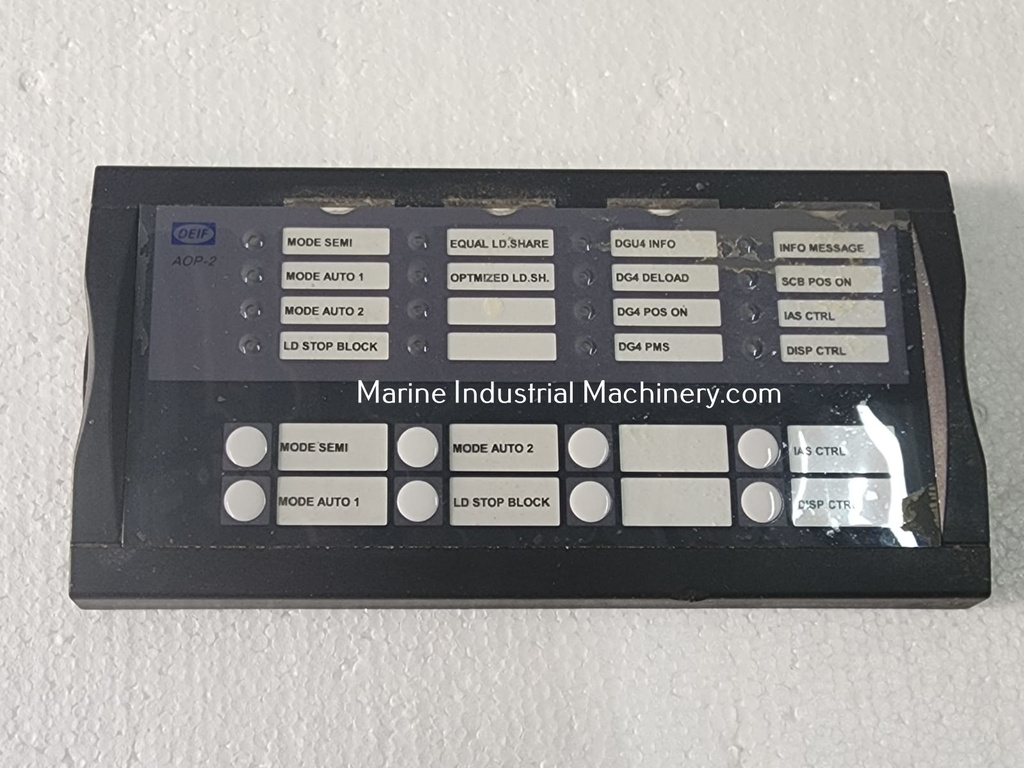 DEIF
AOP-2
MODE SEMI
EQUAL LD.SHARE
DGU4 INFO
INFO MESSAGE
MODE AUTO 1
OPTMIZED LD.SH.
DG4 DELOAD
SCB POS ON
MODE AUTO 2
DG4 POS ON
IAS CTRL
LD STOP BLOCK
DG4 PMS
DISP CTRL
Marine Industrial Machinery.com
MODE SEMI
MODE AUTO 2
IAS CTRL
MODE AUTO 1
LD STOP BLOCK
DISP CTRL